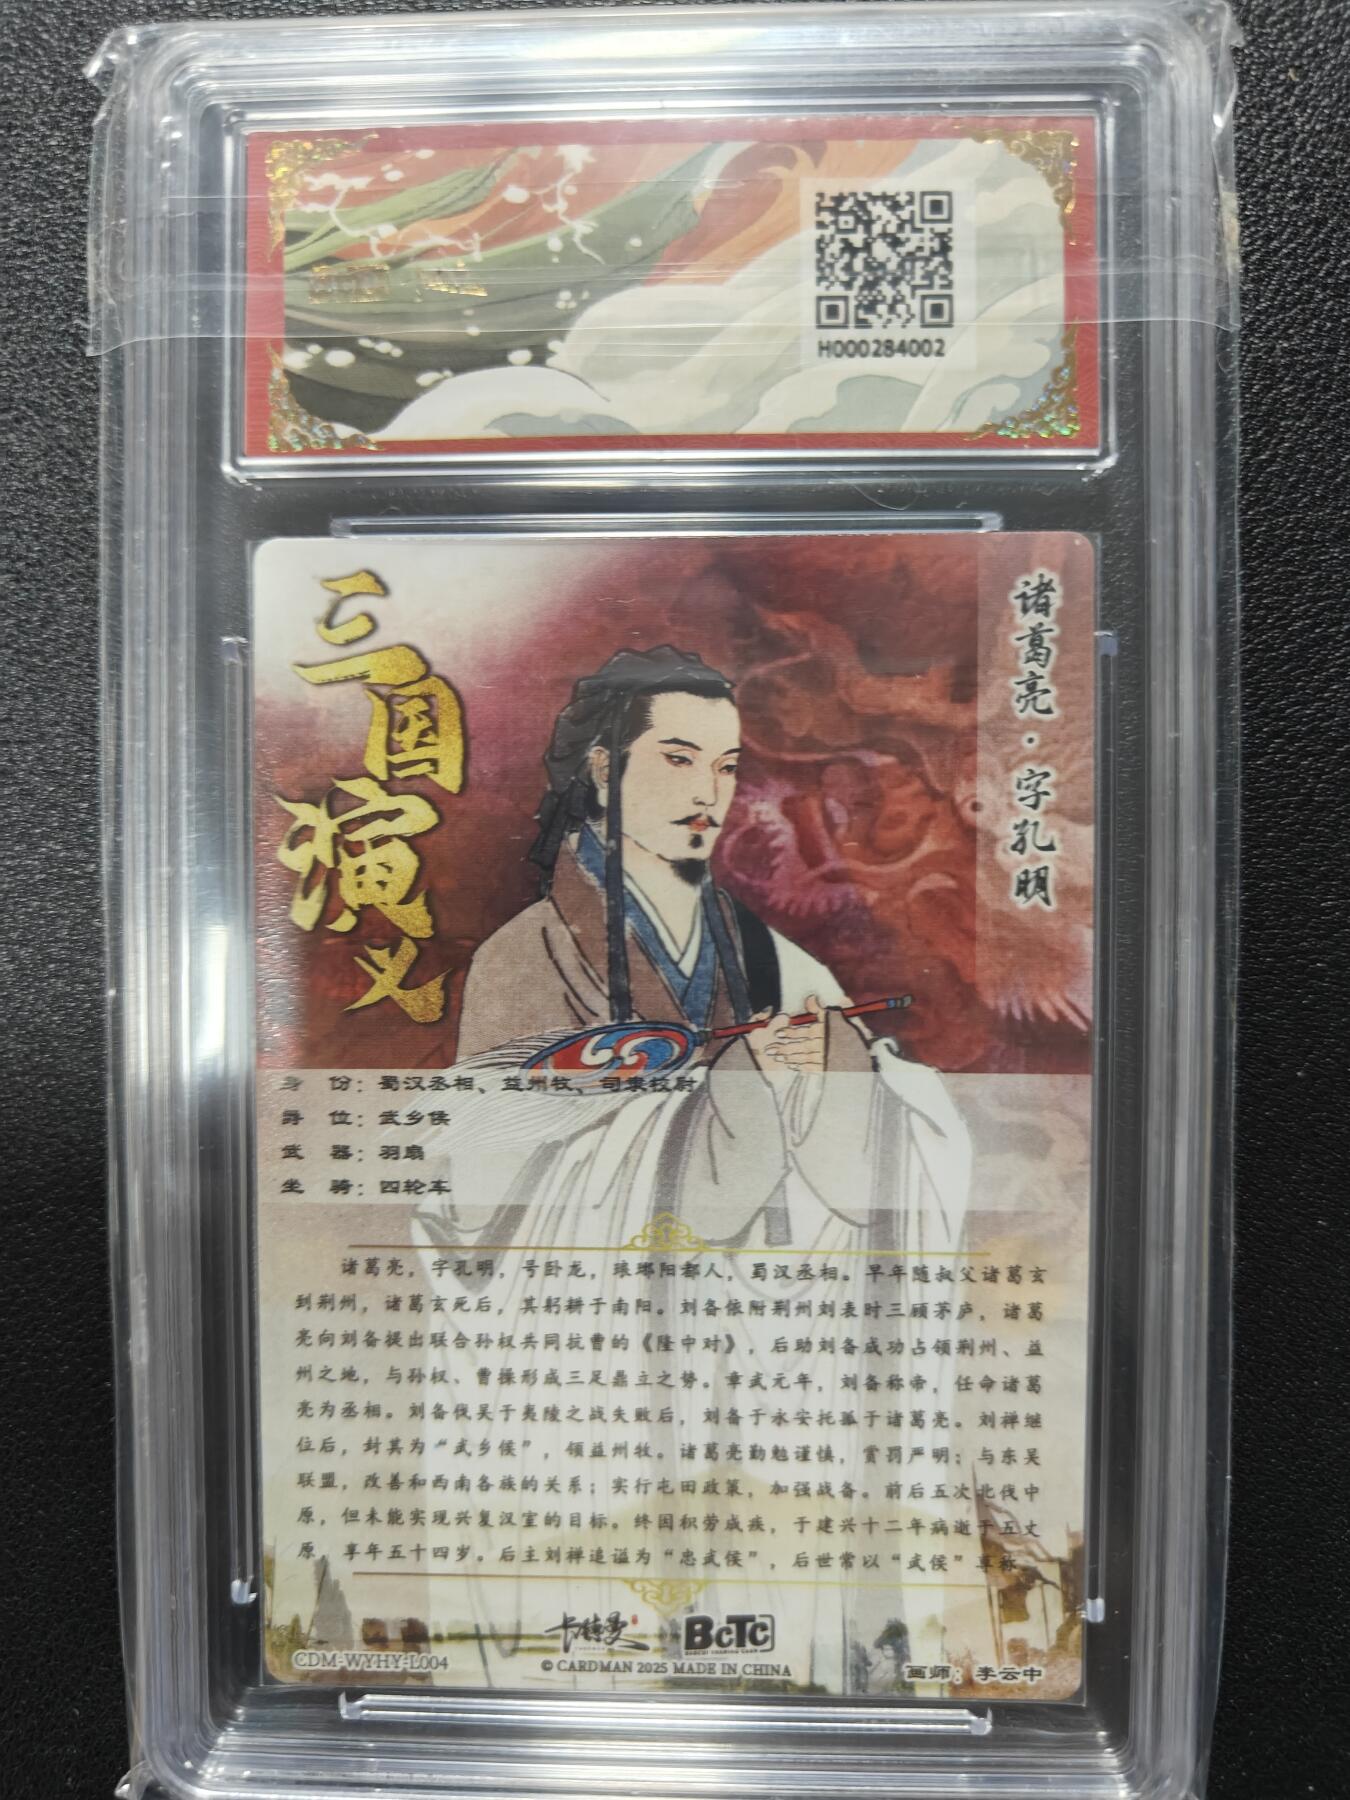 H000284002
三国演义
诸葛亮·字孔明
身 份：蜀汉丞相、益州牧、司隶校尉
爵 位：武乡侯
武 器：羽扇
坐 骑：四轮车
诸葛亮，字孔明，号卧龙，琅琊阳都人，蜀汉丞相。早年随叔父诸葛玄
到荆州，诸葛玄死后，其躬耕于南阳。刘备依附荆州刘表时三顾茅庐，诸葛
亮向刘备提出联合孙权共同抗曹的《隆中对》，后助刘备成功占领荆州、益
州之地，与孙权、曹操形成三足鼎立之势。章武元年，刘备称帝，任命诸葛
亮为丞相。刘备伐吴于夷陵之战失败后，刘备于永安托孤于诸葛亮。刘禅继
位后，封其为“武乡侯”，领益州牧。诸葛亮勤勉谨慎，赏罚严明；与东吴
联盟，改善和西南各族的关系；实行屯田政策，加强战备。前后五次北伐中
原，但未能实现兴复汉室的目标。终因积劳成疾，于建兴十二年病逝于五丈
原，享年五十四岁。后主刘禅追谥为“忠武侯”，后世常以“武侯”尊称。
卡特曼
BCTC
CDM-WYHY-L004
© CARDMAN 2025 MADE IN CHINA
画师：李云中